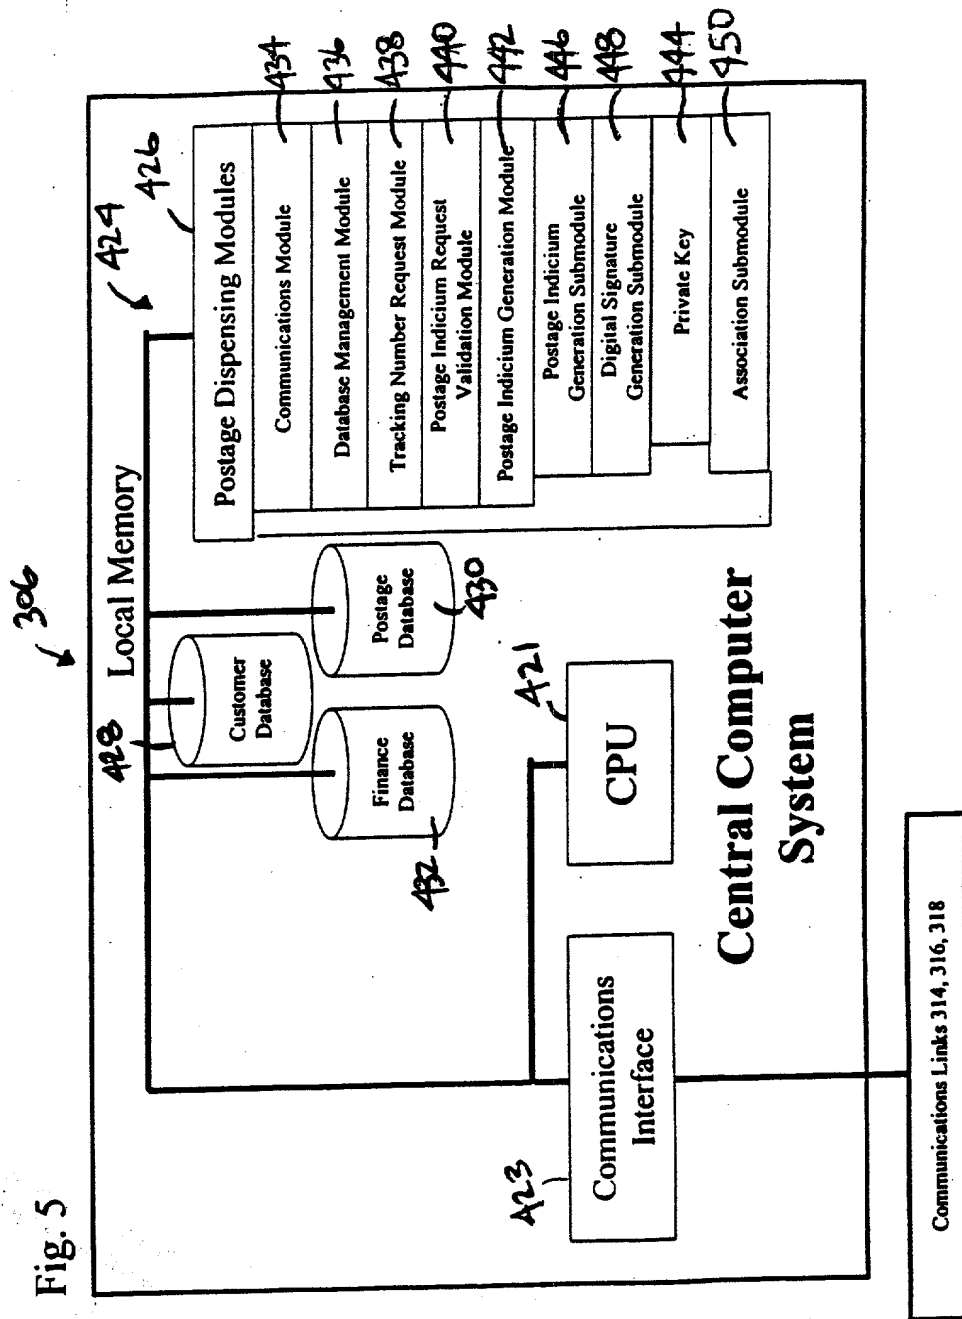 Fig. 5
306
Local Memory
424
426
428
Customer
Database
Finance
Database
432
Postage
Database
430
Postage Dispensing Modules
Communications Module
434
Database Management Module
436
Tracking Number Request Module
438
Postage Indicium Request
Validation Module
440
Postage Indicium Generation Module
442
Postage Indicium
Generation Submodule
446
Digital Signature
Generation Submodule
448
Private Key
444
Association Submodule
450
423
Communications
Interface
421
CPU
Central Computer
System
Communications Links 314, 316, 318